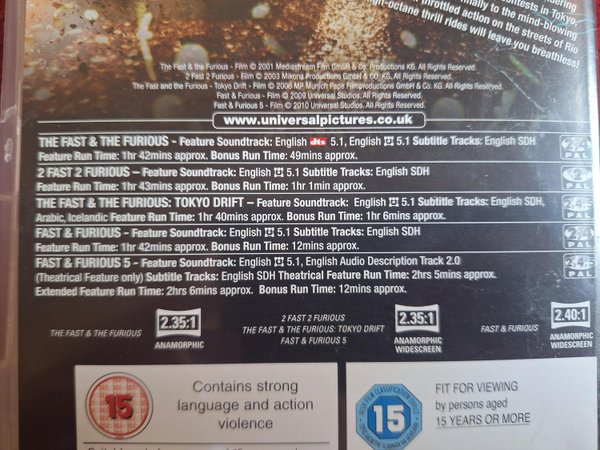 contests in Tokyo,
finally to the mind-blowing
throttled action on the streets of Rio
high-octane thrill rides will leave you breathless!
The Fast & the Furious - Film © 2001 Mediastream Film GmbH & Co. Productions KG. All Rights Reserved.
2 Fast 2 Furious - Film © 2003 Mikona Productions GmbH & Co. KG. All Rights Reserved.
The Fast and the Furious - Tokyo Drift - Film © 2006 MP Munich Pape Filmproductions GmbH & Co. KG. All Rights Reserved.
Fast & Furious - Film © 2009 Universal Studios. All Rights Reserved.
Fast & Furious 5 - Film © 2010 Universal Studios. All Rights Reserved.
www.universalpictures.co.uk
THE FAST & THE FURIOUS - Feature Soundtrack: English dts 5.1, English 5.1 Subtitle Tracks: English SDH
Feature Run Time: 1hr 42mins approx. Bonus Run Time: 49mins approx.
PAL
2 FAST 2 FURIOUS – Feature Soundtrack: English 5.1 Subtitle Tracks: English SDH
Feature Run Time: 1hr 43mins approx. Bonus Run Time: 1hr 1min approx.
PAL
THE FAST & THE FURIOUS: TOKYO DRIFT – Feature Soundtrack: English 5.1 Subtitle Tracks: English SDH,
Arabic, Icelandic Feature Run Time: 1hr 40mins approx. Bonus Run Time: 1hr 6mins approx.
PAL
FAST & FURIOUS - Feature Soundtrack: English 5.1 Subtitle Tracks: English SDH
Feature Run Time: 1hr 42mins approx. Bonus Run Time: 12mins approx.
PAL
FAST & FURIOUS 5 - Feature Soundtrack: English 5.1, English Audio Description Track 2.0
(Theatrical Feature only) Subtitle Tracks: English SDH Theatrical Feature Run Time: 2hrs 5mins approx.
Extended Feature Run Time: 2hrs 6mins approx. Bonus Run Time: 12mins approx.
PAL
THE FAST & THE FURIOUS
2.35:1
ANAMORPHIC
2 FAST 2 FURIOUS
THE FAST & THE FURIOUS: TOKYO DRIFT
FAST & FURIOUS 5
2.35:1
ANAMORPHIC
WIDESCREEN
FAST & FURIOUS
2.40:1
ANAMORPHIC
WIDESCREEN
15
Contains strong
language and action
violence
15
FIT FOR VIEWING
by persons aged
15 YEARS OR MORE